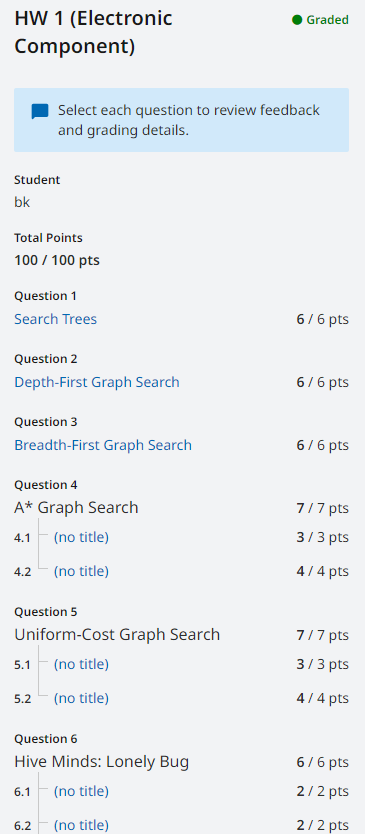 HW 1 (Electronic
Component)
Graded
Select each question to review feedback
and grading details.
Student
bk
Total Points
100 / 100 pts
Question 1
Search Trees 6 / 6 pts
Question 2
Depth-First Graph Search 6 / 6 pts
Question 3
Breadth-First Graph Search 6 / 6 pts
Question 4
A* Graph Search 7 / 7 pts
4.1 (no title) 3 / 3 pts
4.2 (no title) 4 / 4 pts
Question 5
Uniform-Cost Graph Search 7 / 7 pts
5.1 (no title) 3 / 3 pts
5.2 (no title) 4 / 4 pts
Question 6
Hive Minds: Lonely Bug 6 / 6 pts
6.1 (no title) 2 / 2 pts
6.2 (no title) 2 / 2 pts